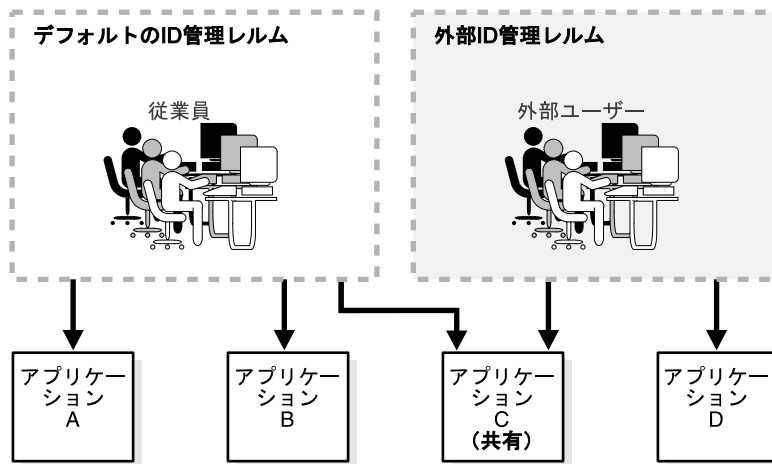 デフォルトのID管理レルム
外部ID管理レルム
従業員
外部ユーザー
アプリケー
ション
A
アプリケー
ション
B
アプリケー
ション
C
（共有）
アプリケー
ション
D